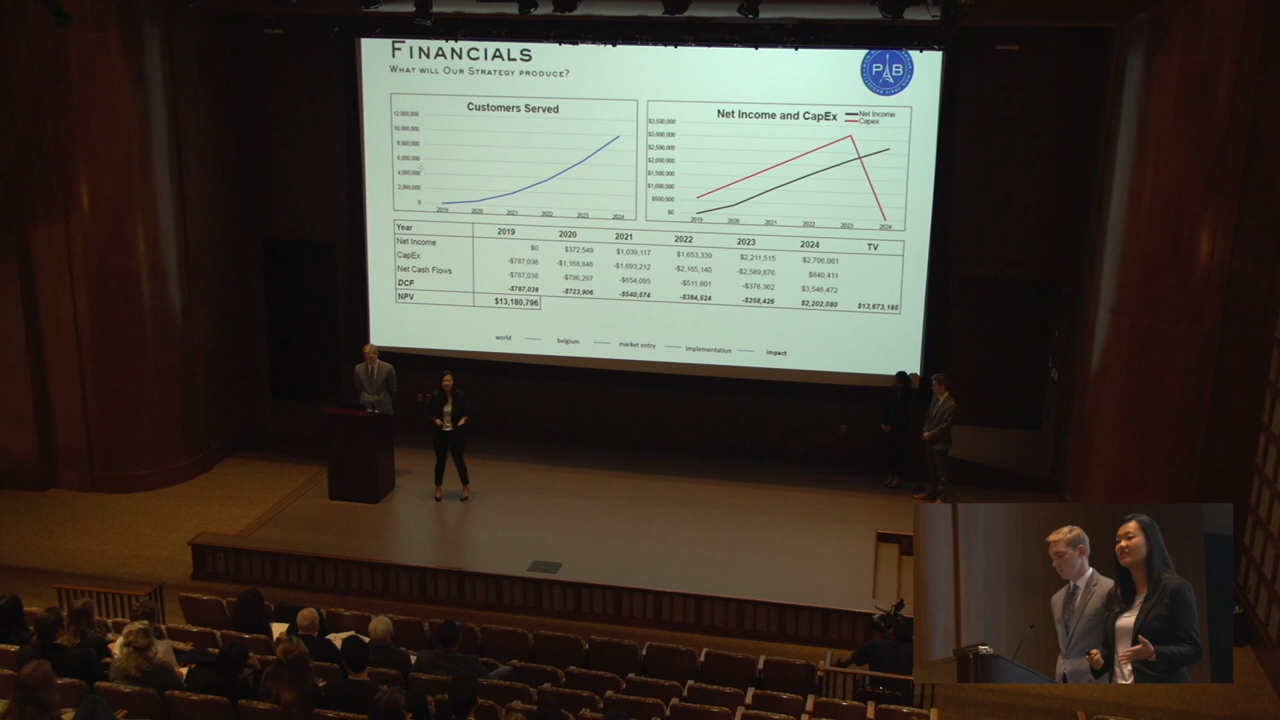 FINANCIALS
WHAT WILL OUR STRATEGY PRODUCE?
PAB
Customers Served
12,000,000
10,000,000
8,000,000
6,000,000
4,000,000
2,000,000
0
2019 2020 2021 2022 2023 2024
Net Income and CapEx
Net Income
Capex
$3,500,000
$3,000,000
$2,500,000
$2,000,000
$1,500,000
$1,000,000
$500,000
$0
2019 2020 2021 2022 2023 2024
Year 2019 2020 2021 2022 2023 2024 TV
Net Income $0 $372,549 $1,039,117 $1,653,339 $2,211,515 $2,706,061
CapEx -$787,038 -$1,168,846 -$1,693,212 -$2,165,140 -$2,589,876 $840,411
Net Cash Flows -$787,038 -$796,297 -$654,095 -$511,801 -$378,362 $3,546,472
DCF -$787,038 -$723,906 -$540,574 -$384,524 -$258,426 $2,202,080 $13,673,185
NPV $13,180,796
world belgium market entry implementation impact